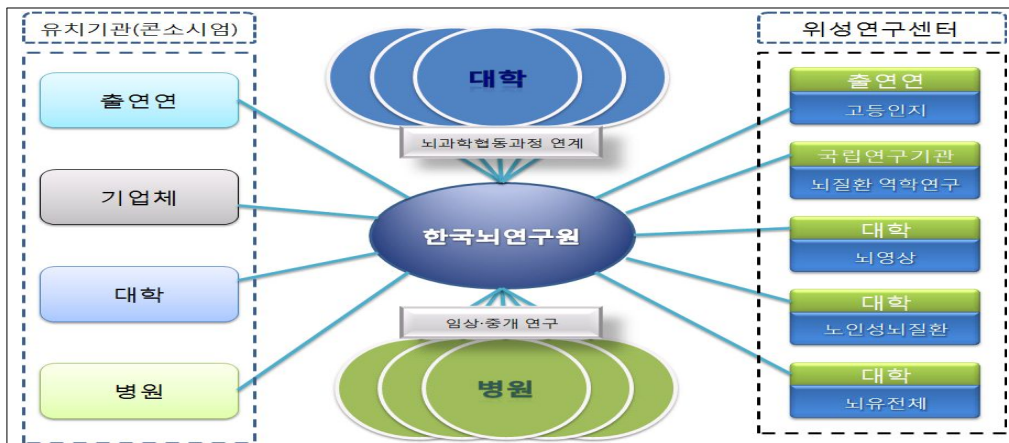 유치기관(콘소시엄)
출연연
기업체
대학
병원
대학
뇌과학협동과정 연계
한국뇌연구원
임상·중개 연구
병원
위성연구센터
출연연
고등인지
국립연구기관
뇌질환 역학연구
대학
뇌영상
대학
노인성뇌질환
대학
뇌유전체